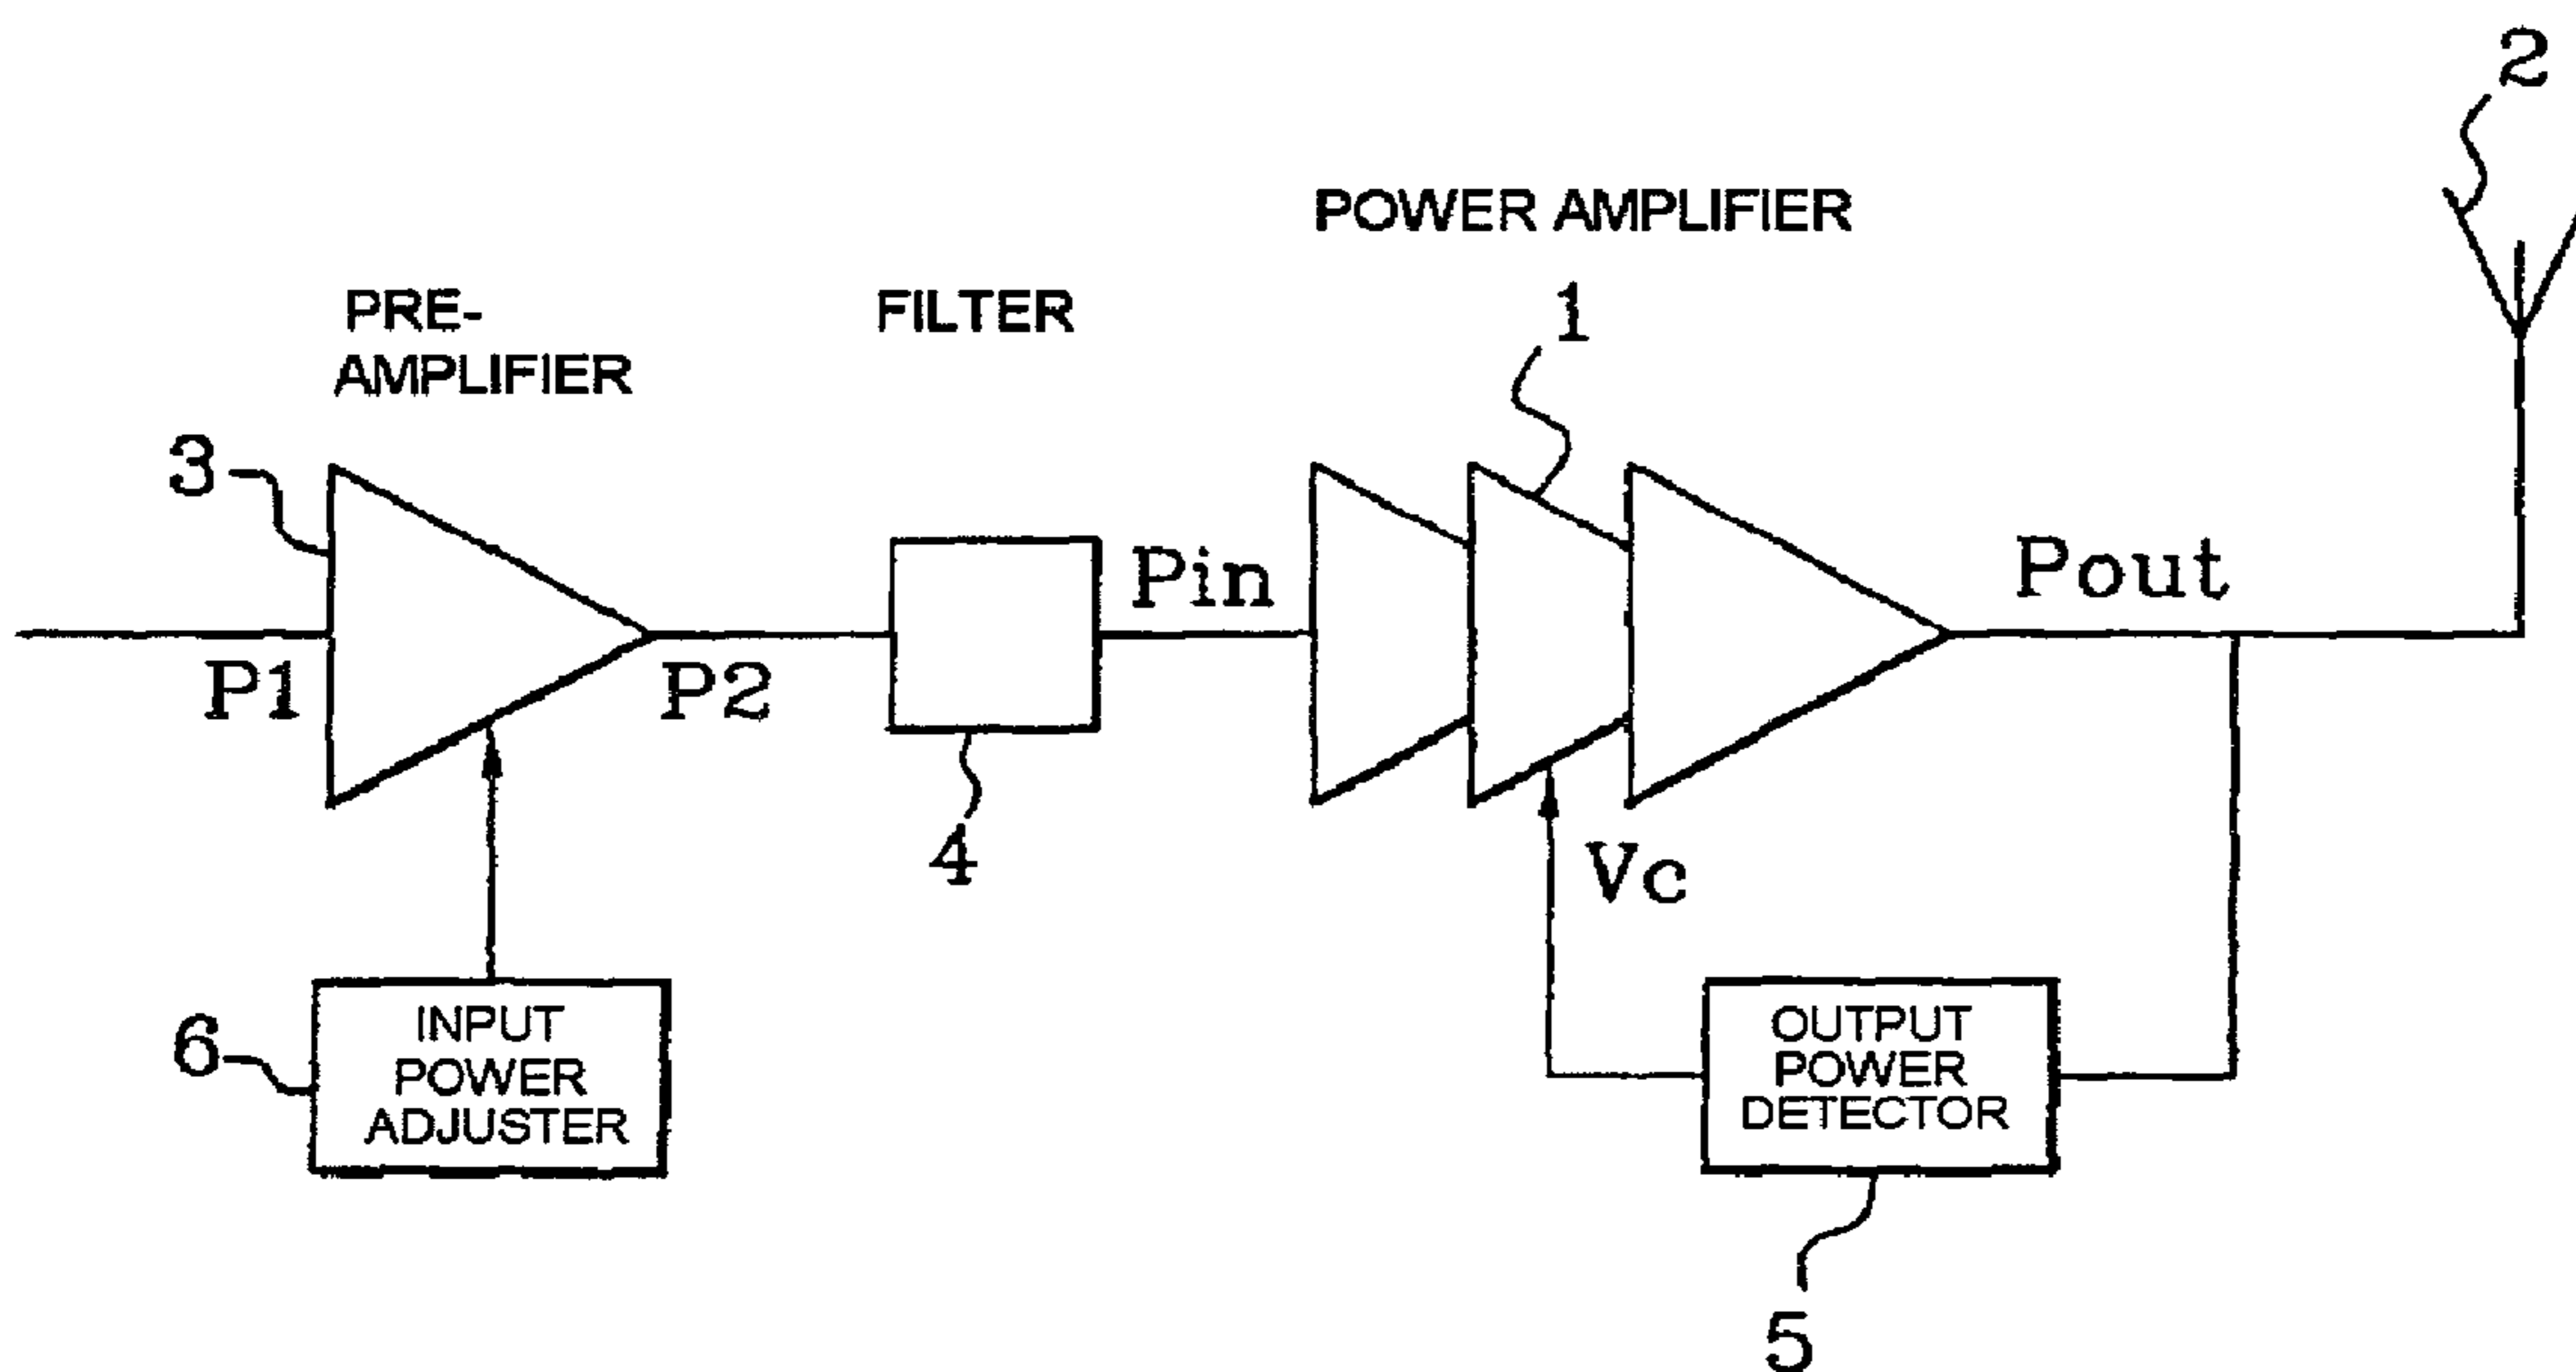 2
POWER AMPLIFIER
PRE-
AMPLIFIER
FILTER
1
3
Pin
Pout
P1
P2
4
Vc
6
INPUT
POWER
ADJUSTER
OUTPUT
POWER
DETECTOR
5